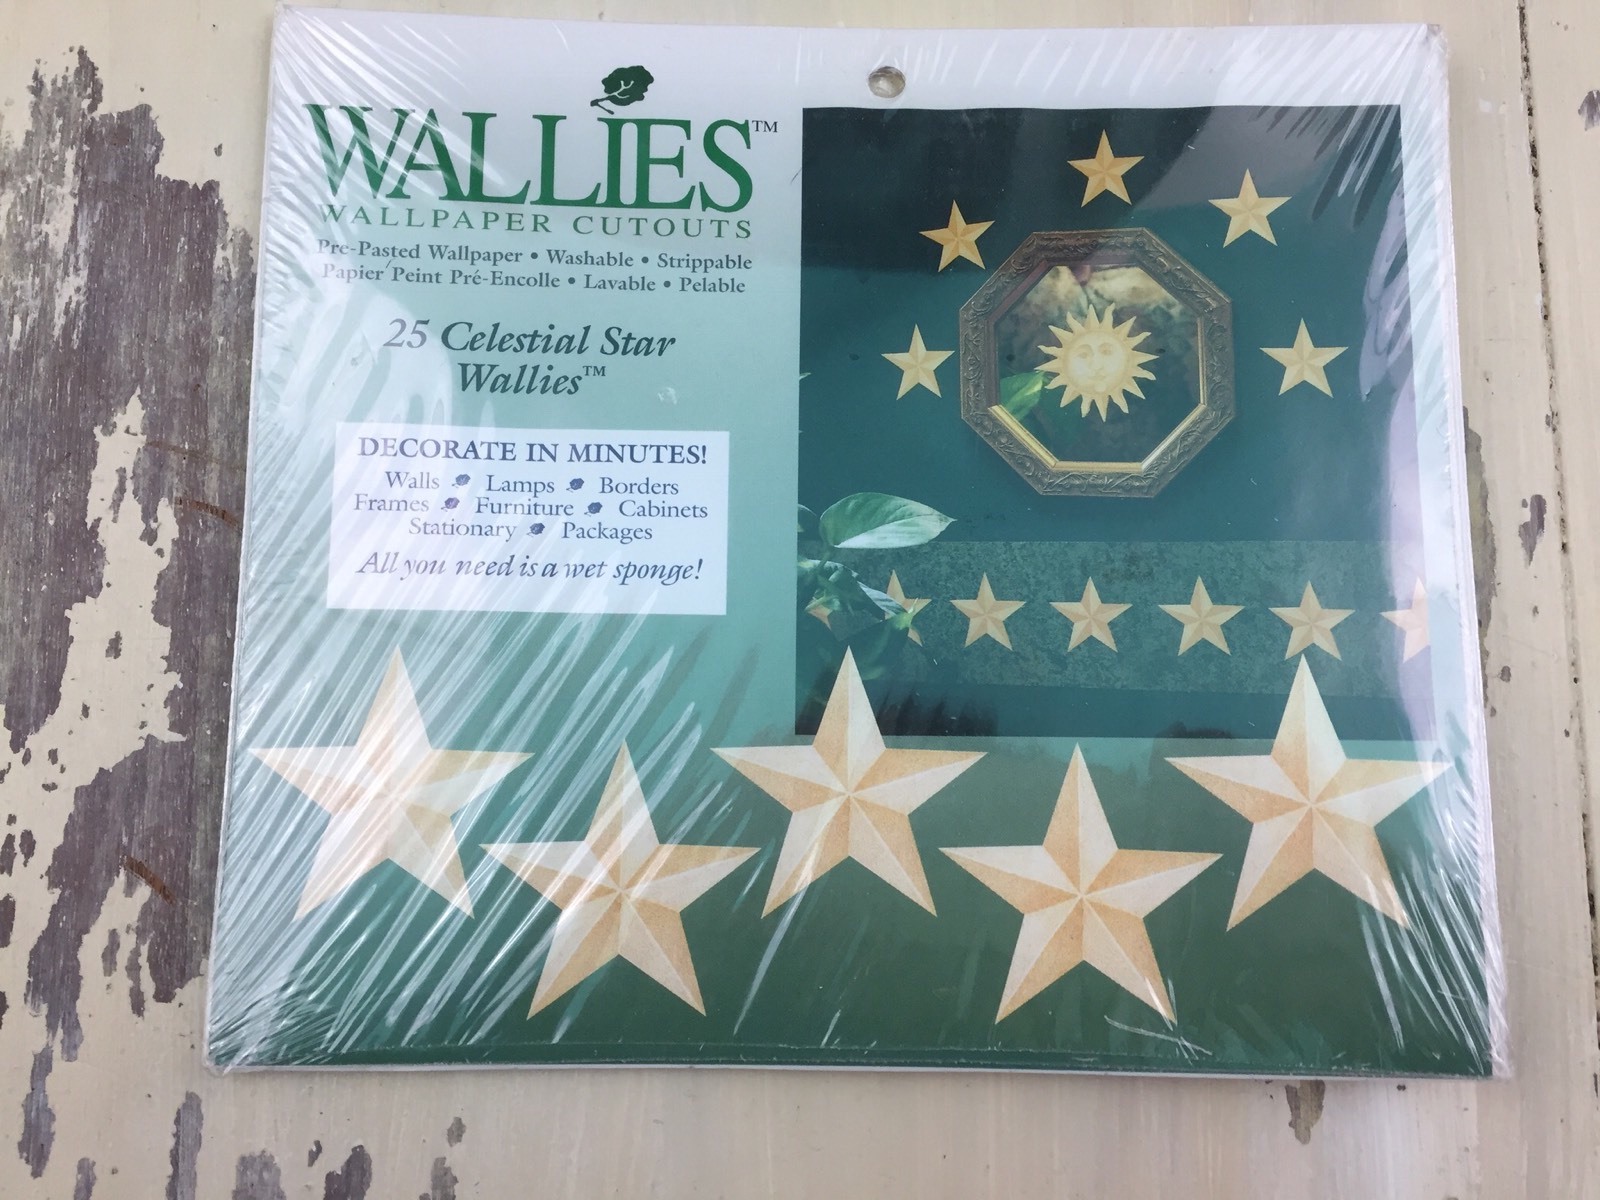 WALLIES™
WALLPAPER CUTOUTS
Pre-Pasted Wallpaper • Washable • Strippable
Papier Peint Pré-Encolle • Lavable • Pelable
25 Celestial Star
Wallies™
DECORATE IN MINUTES!
Walls Lamps Borders
Frames Furniture Cabinets
Stationary Packages
All you need is a wet sponge!